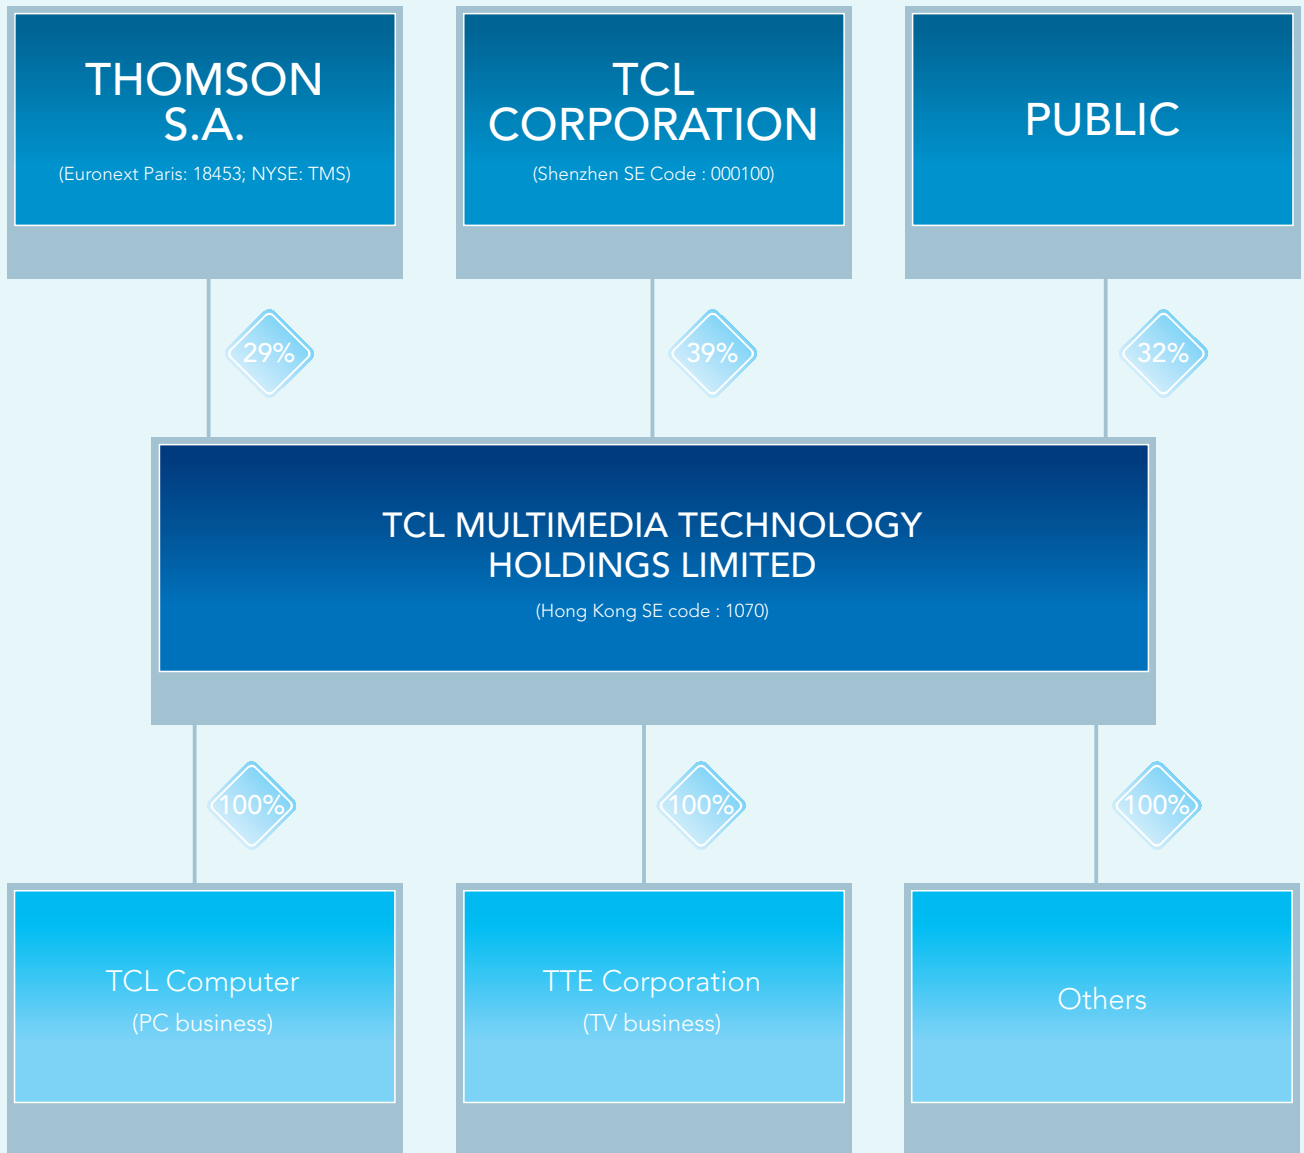 THOMSON
S.A.
(Euronext Paris: 18453; NYSE: TMS)
TCL
CORPORATION
(Shenzhen SE Code : 000100)
PUBLIC
29%
39%
32%
TCL MULTIMEDIA TECHNOLOGY
HOLDINGS LIMITED
(Hong Kong SE code : 1070)
100%
100%
100%
TCL Computer
(PC business)
TTE Corporation
(TV business)
Others